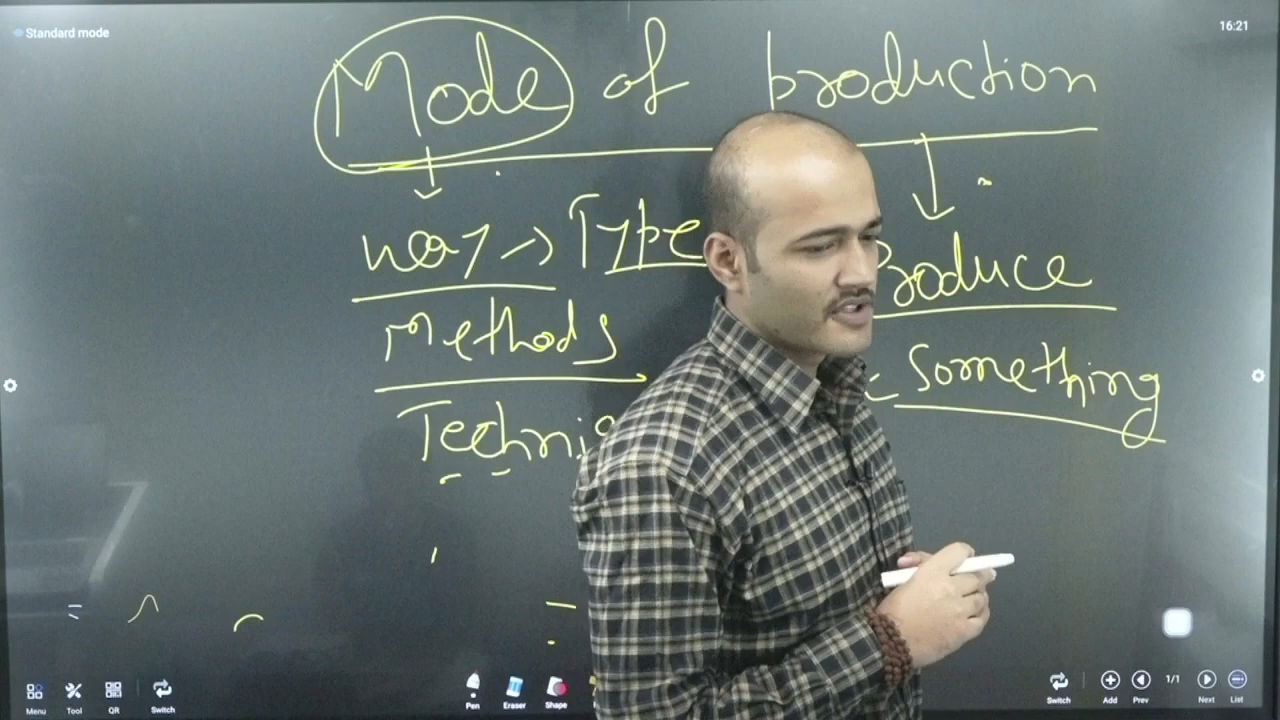 Standard mode
16:21
Mode of production
way → Type
Produce
Methods
Something
Menu Tool QR Switch Pen Eraser Shape Switch Add Prev 1/1 Next List